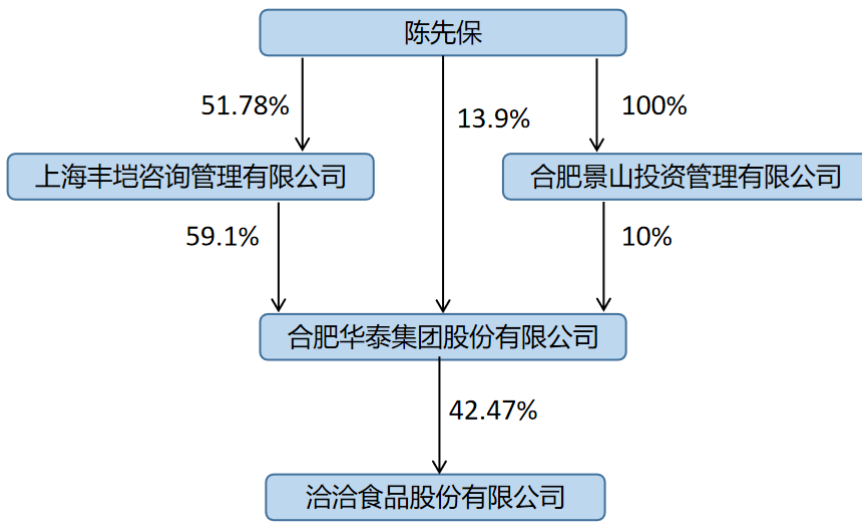 陈先保
51.78%
13.9%
100%
上海丰垲咨询管理有限公司
合肥景山投资管理有限公司
59.1%
10%
合肥华泰集团股份有限公司
42.47%
洽洽食品股份有限公司